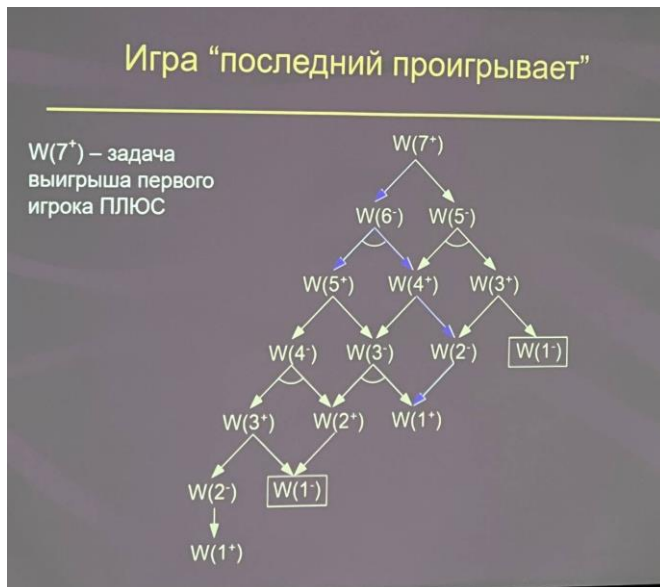 Игра “последний проигрывает”
W(7⁺) – задача
выигрыша первого
игрока ПЛЮС
W(7⁺)
W(6⁻) W(5⁻)
W(5⁺) W(4⁺) W(3⁺)
W(4⁻) W(3⁻) W(2⁻) W(1⁻)
W(3⁺) W(2⁺) W(1⁺)
W(2⁻) W(1⁻)
W(1⁺)